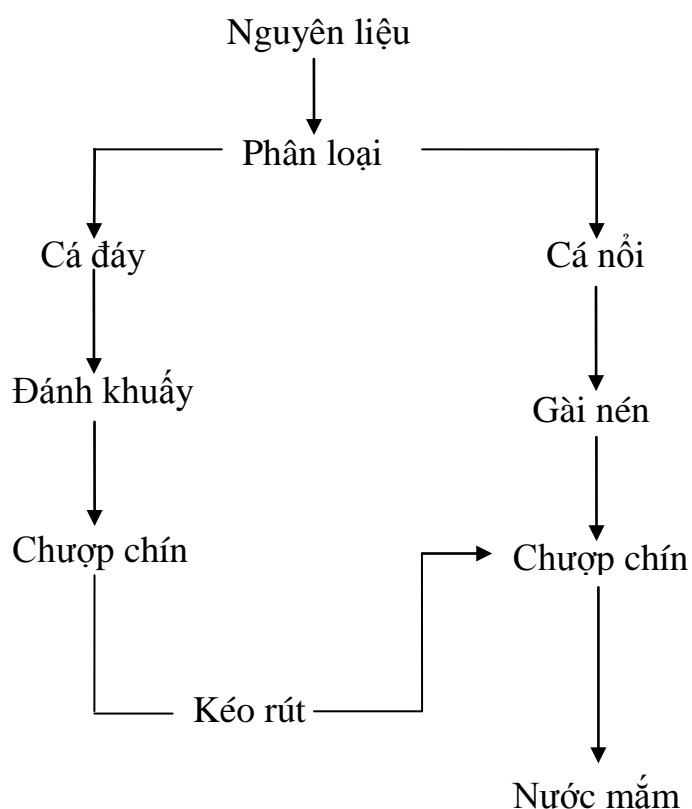 Nguyên liệu
Phân loại
Cá đáy
Cá nổi
Đánh khuấy
Gài nén
Chượp chín
Chượp chín
Kéo rút
Nước mắm